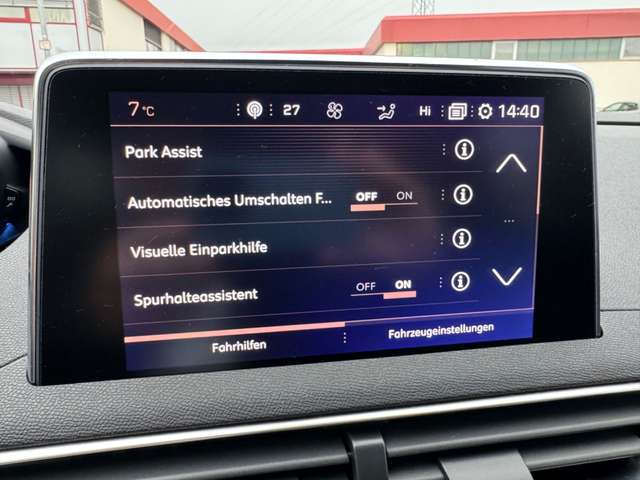 7°C 27 Hi 14:40
Park Assist
Automatisches Umschalten F... OFF ON
Visuelle Einparkhilfe
Spurhalteassistent OFF ON
Fahrhilfen Fahrzeugeinstellungen